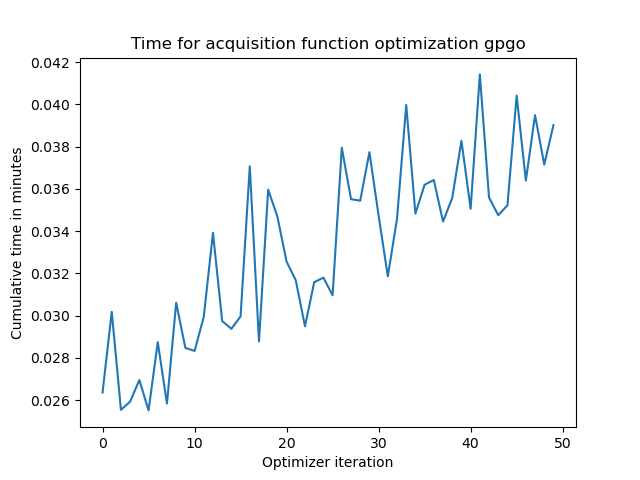 Time for acquisition function optimization gpgo
0.042
0.040
0.038
0.036
0.034
0.032
0.030
0.028
0.026
Cumulative time in minutes
0 10 20 30 40 50
Optimizer iteration